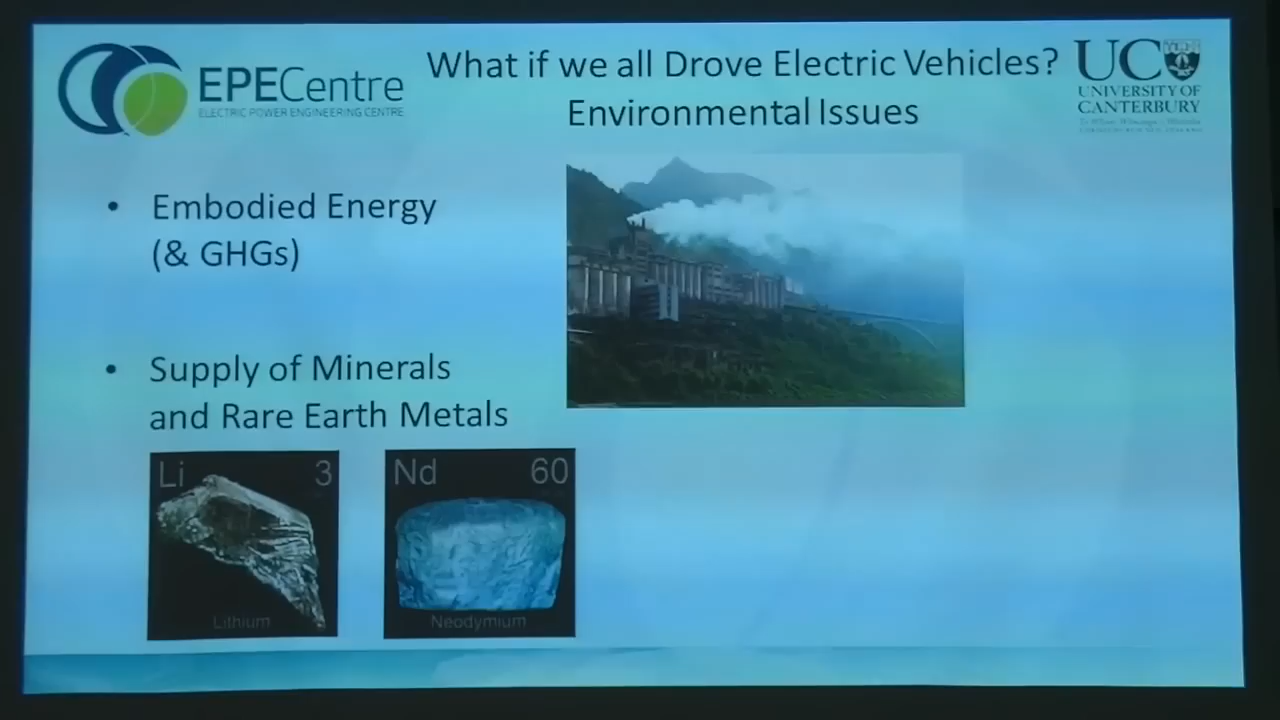 EPECentre
ELECTRIC POWER ENGINEERING CENTRE
What if we all Drove Electric Vehicles?
Environmental Issues
UC
UNIVERSITY OF
CANTERBURY
• Embodied Energy
(& GHGs)
• Supply of Minerals
and Rare Earth Metals
Li 3
Lithium
Nd 60
Neodymium